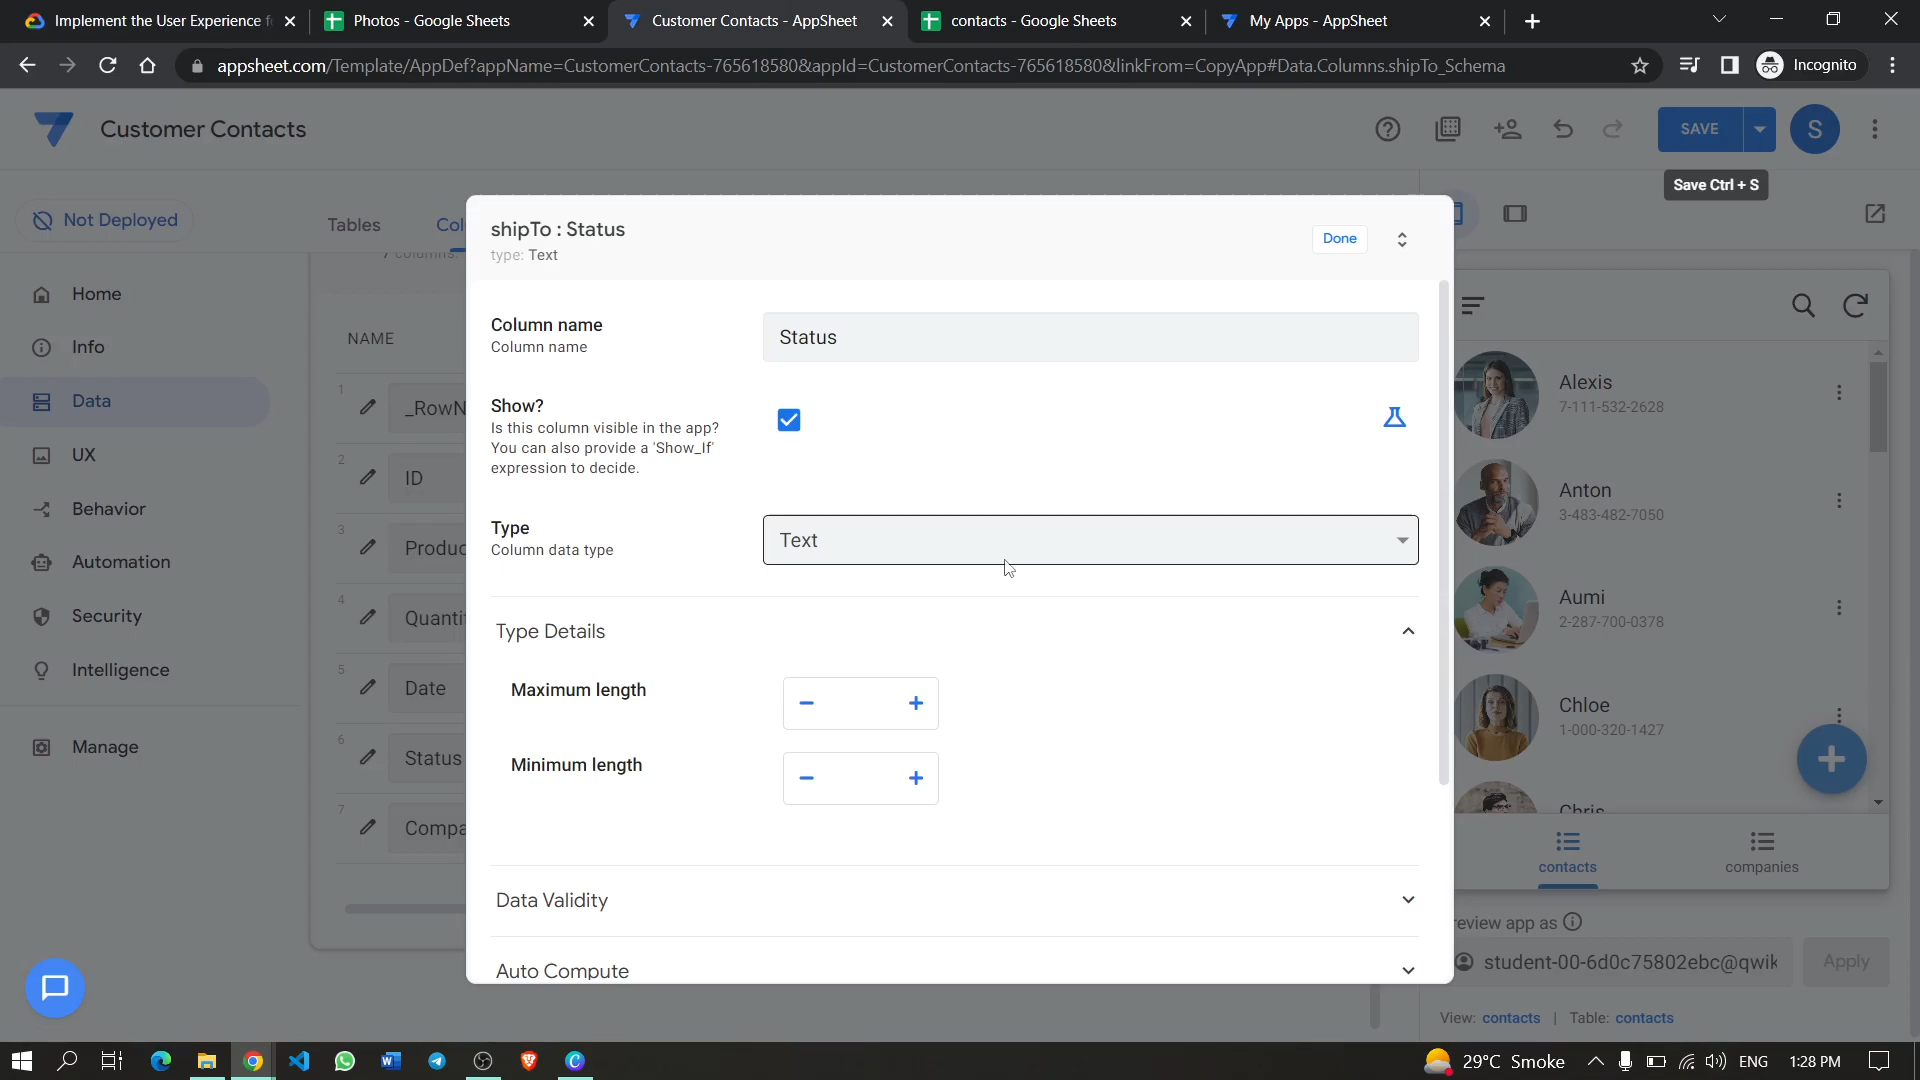 Implement the User Experience f
Photos - Google Sheets
Customer Contacts - AppSheet
contacts - Google Sheets
My Apps - AppSheet
appsheet.com/Template/AppDef?appName=CustomerContacts-765618580&appId=CustomerContacts-765618580&linkFrom=CopyApp#Data.Columns.shipTo_Schema
Incognito
Customer Contacts
SAVE
S
Save Ctrl + S
Not Deployed
Tables
Col
7 columns:
Home
Info
Data
UX
Behavior
Automation
Security
Intelligence
Manage
NAME
1
_RowN
2
ID
3
Produc
4
Quanti
5
Date
6
Status
7
Compa
shipTo : Status
type: Text
Done
Column name
Column name
Status
Show?
Is this column visible in the app?
You can also provide a 'Show_If'
expression to decide.
Type
Column data type
Text
Type Details
Maximum length
Minimum length
Data Validity
Auto Compute
Alexis
7-111-532-2628
Anton
3-483-482-7050
Aumi
2-287-700-0378
Chloe
1-000-320-1427
Chris
contacts
companies
review app as
student-00-6d0c75802ebc@qwik
Apply
View: contacts | Table: contacts
29°C Smoke
ENG
1:28 PM